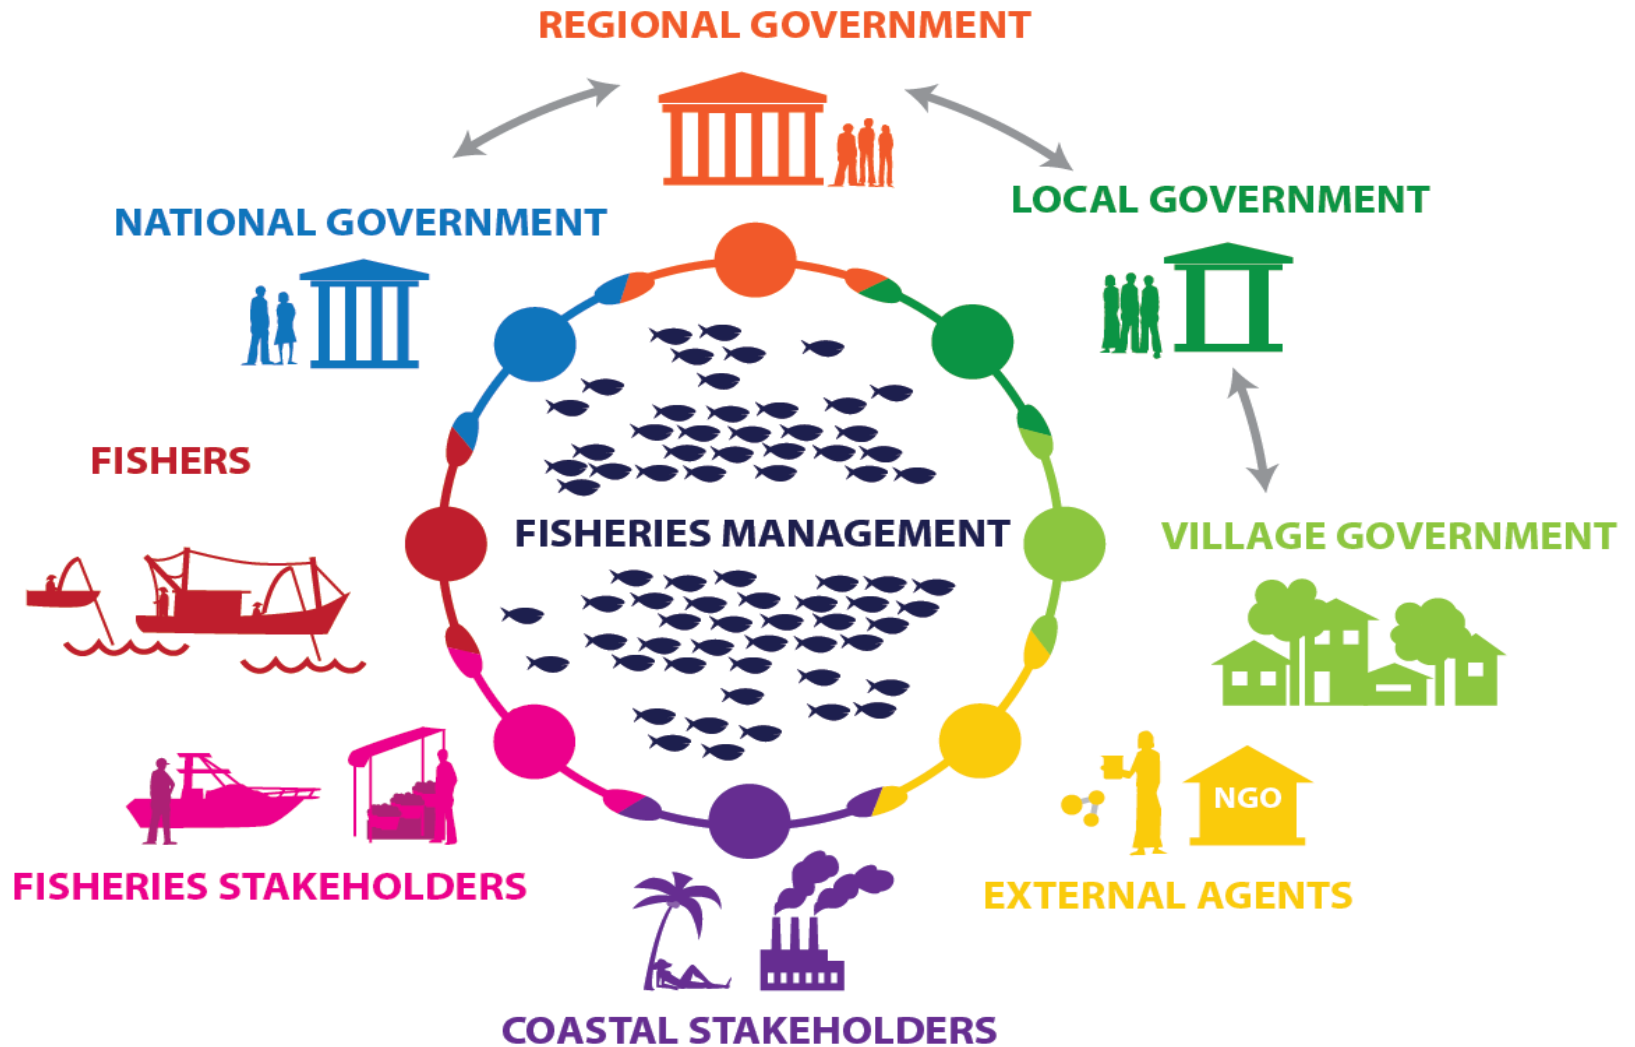 REGIONAL GOVERNMENT
LOCAL GOVERNMENT
NATIONAL GOVERNMENT
FISHERS
FISHERIES MANAGEMENT
VILLAGE GOVERNMENT
NGO
FISHERIES STAKEHOLDERS
EXTERNAL AGENTS
COASTAL STAKEHOLDERS